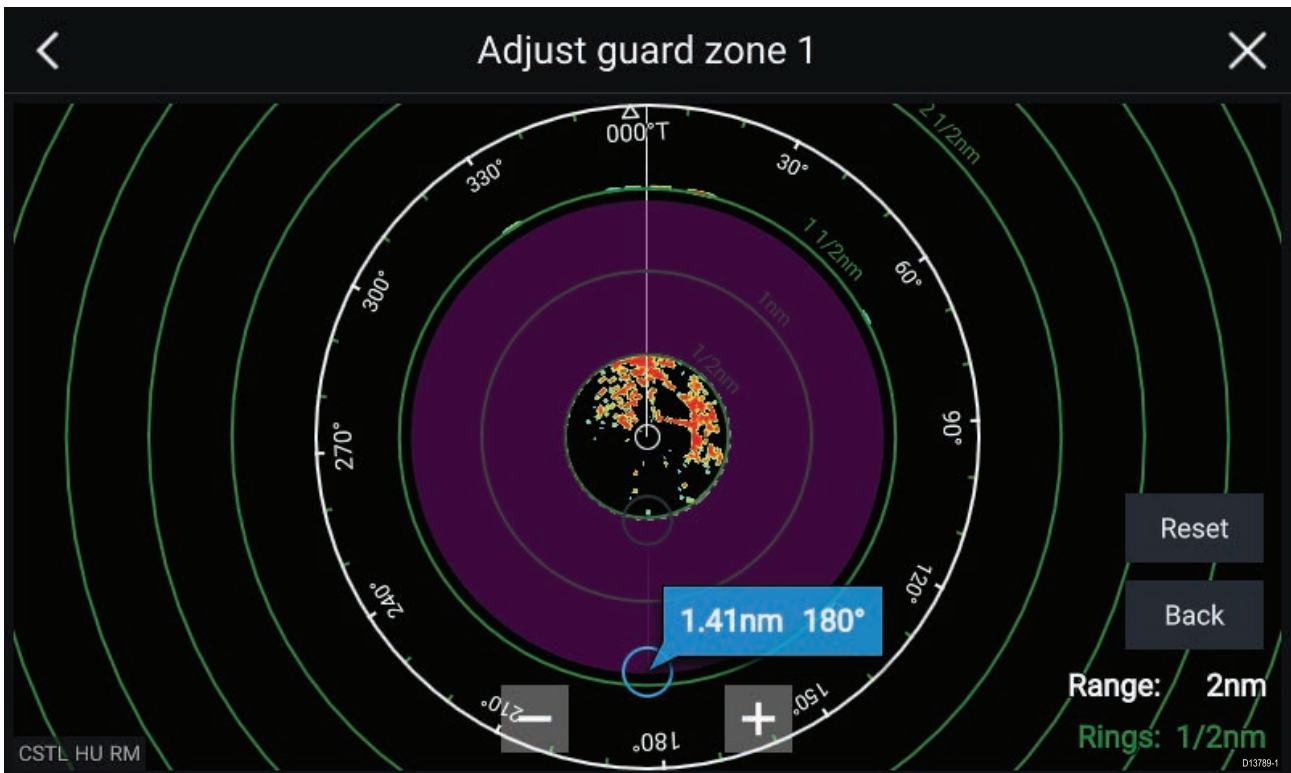 Adjust guard zone 1
000°T
30°
60°
90°
120°
150°
180°
210°
240°
270°
300°
330°
2 1/2nm
1 1/2nm
1nm
1/2nm
1.41nm 180°
Reset
Back
Range: 2nm
Rings: 1/2nm
CSTL HU RM
D13789-1